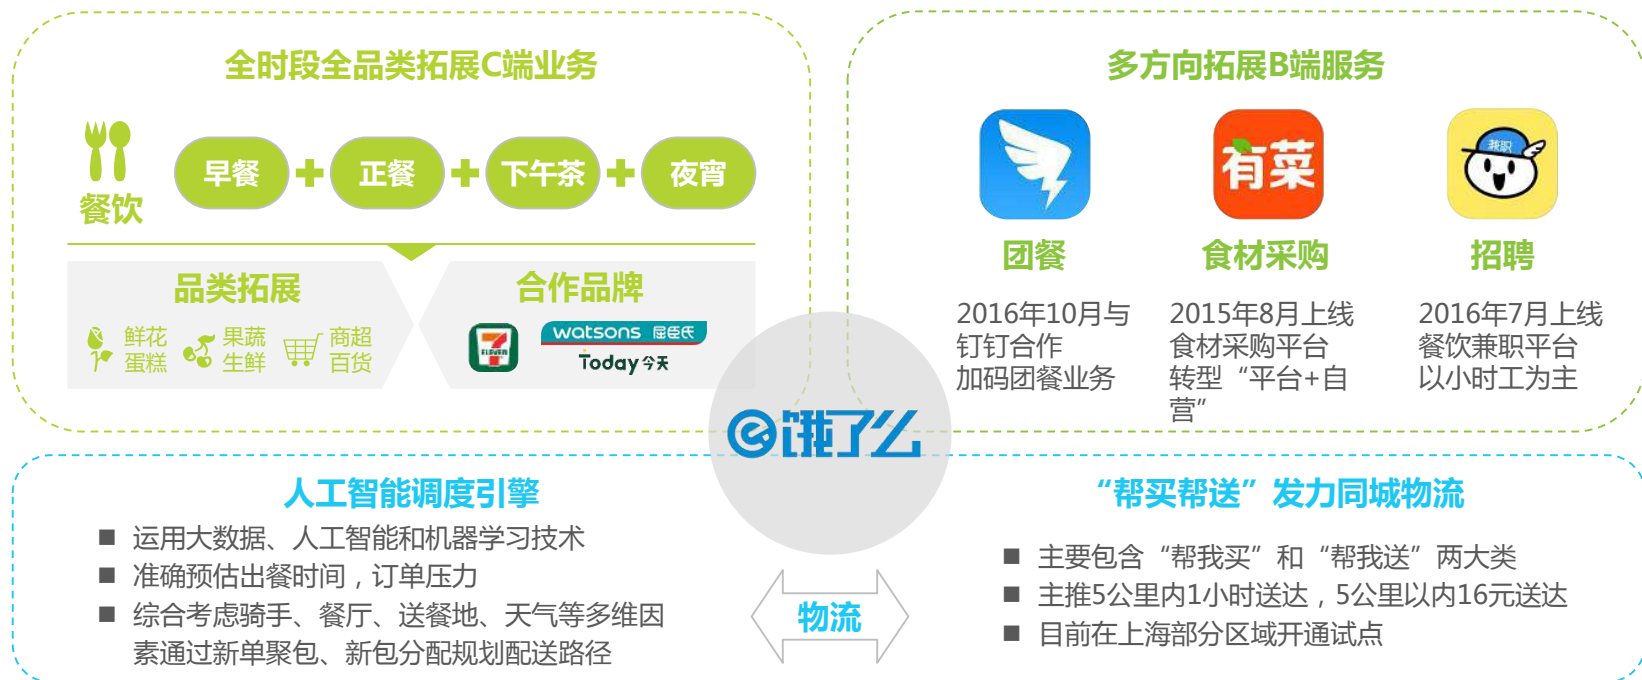 全时段全品类拓展C端业务
餐饮
早餐
正餐
下午茶
夜宵
品类拓展
鲜花
蛋糕
果蔬
生鲜
商超
百货
合作品牌
7
ELEVEN
watsons 屈臣氏
Today 今天
多方向拓展B端服务
团餐
2016年10月与
钉钉合作
加码团餐业务
有菜
食材采购
2015年8月上线
食材采购平台
转型“平台+自
营”
兼职
招聘
2016年7月上线
餐饮兼职平台
以小时工为主
e饿了么
人工智能调度引擎
■ 运用大数据、人工智能和机器学习技术
■ 准确预估出餐时间，订单压力
■ 综合考虑骑手、餐厅、送餐地、天气等多维因
素通过新单聚包、新包分配规划配送路径
物流
“帮买帮送”发力同城物流
■ 主要包含“帮我买”和“帮我送”两大类
■ 主推5公里内1小时送达，5公里以内16元送达
■ 目前在上海部分区域开通试点